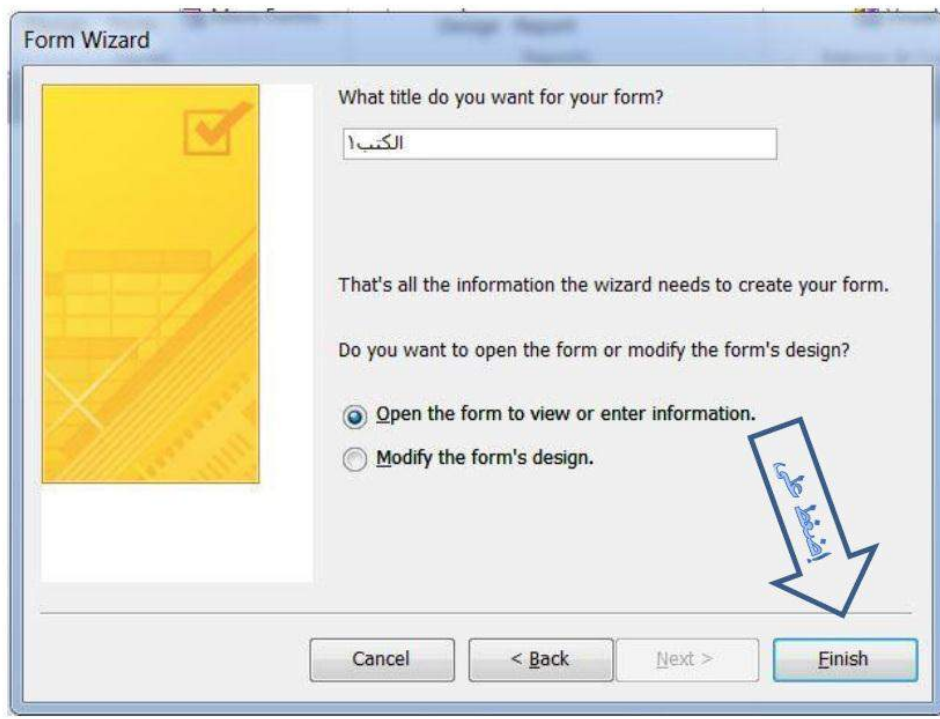 Form Wizard
What title do you want for your form?
الكتب١
That's all the information the wizard needs to create your form.
Do you want to open the form or modify the form's design?
Open the form to view or enter information.
Modify the form's design.
اضغط على
Cancel
< Back
Next >
Finish